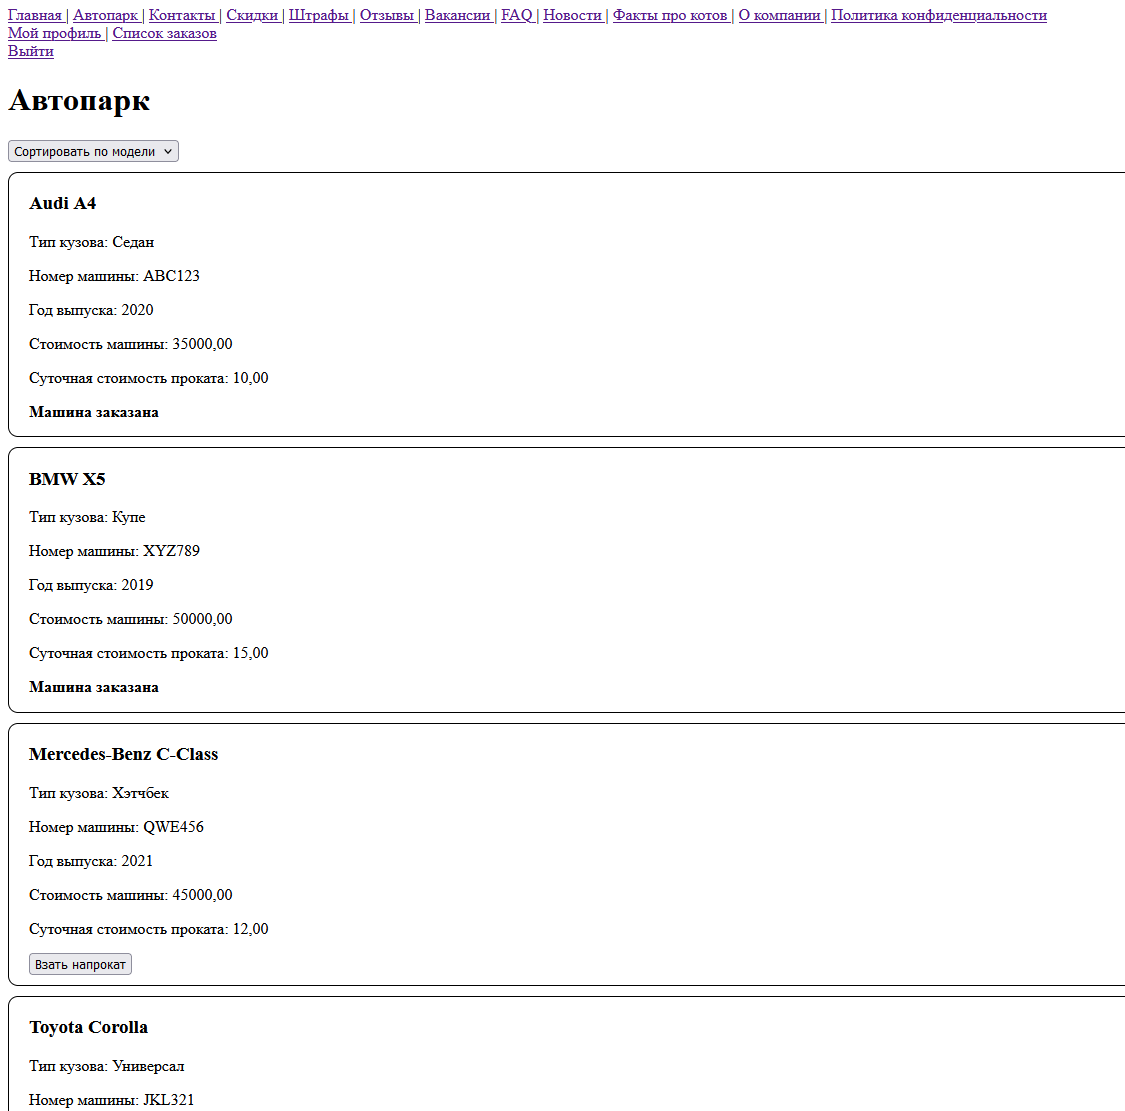 Главная | Автопарк | Контакты | Скидки | Штрафы | Отзывы | Вакансии | FAQ | Новости | Факты про котов | О компании | Политика конфиденциальности
Мой профиль | Список заказов
Выйти
Автопарк
Сортировать по модели
Audi A4
Тип кузова: Седан
Номер машины: ABC123
Год выпуска: 2020
Стоимость машины: 35000,00
Суточная стоимость проката: 10,00
Машина заказана
BMW X5
Тип кузова: Купе
Номер машины: XYZ789
Год выпуска: 2019
Стоимость машины: 50000,00
Суточная стоимость проката: 15,00
Машина заказана
Mercedes-Benz C-Class
Тип кузова: Хэтчбек
Номер машины: QWE456
Год выпуска: 2021
Стоимость машины: 45000,00
Суточная стоимость проката: 12,00
Взать напрокат
Toyota Corolla
Тип кузова: Универсал
Номер машины: JKL321